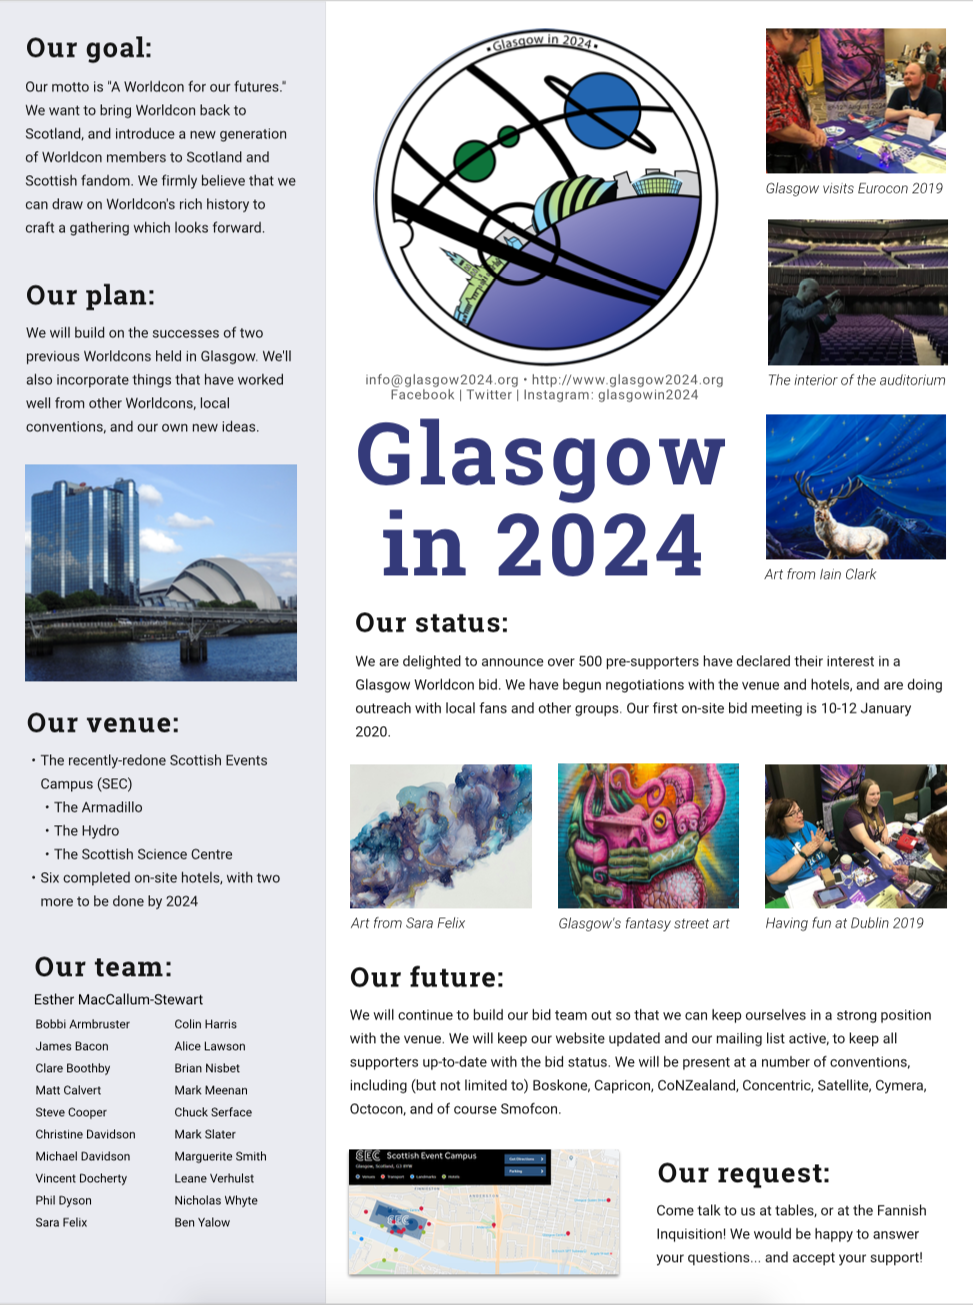 Our goal:
Our motto is "A Worldcon for our futures."
We want to bring Worldcon back to
Scotland, and introduce a new generation
of Worldcon members to Scotland and
Scottish fandom. We firmly believe that we
can draw on Worldcon's rich history to
craft a gathering which looks forward.
Our plan:
We will build on the successes of two
previous Worldcons held in Glasgow. We'll
also incorporate things that have worked
well from other Worldcons, local
conventions, and our own new ideas.
Our venue:
• The recently-redone Scottish Events
Campus (SEC)
• The Armadillo
• The Hydro
• The Scottish Science Centre
• Six completed on-site hotels, with two
more to be done by 2024
Our team:
Esther MacCallum-Stewart
Bobbi Armbruster
James Bacon
Clare Boothby
Matt Calvert
Steve Cooper
Christine Davidson
Michael Davidson
Vincent Docherty
Phil Dyson
Sara Felix
Colin Harris
Alice Lawson
Brian Nisbet
Mark Meenan
Chuck Serface
Mark Slater
Marguerite Smith
Leane Verhulst
Nicholas Whyte
Ben Yalow
• Glasgow in 2024 •
info@glasgow2024.org • http://www.glasgow2024.org
Facebook | Twitter | Instagram: glasgowin2024
Glasgow
in 2024
Glasgow visits Eurocon 2019
The interior of the auditorium
Art from Iain Clark
Our status:
We are delighted to announce over 500 pre-supporters have declared their interest in a
Glasgow Worldcon bid. We have begun negotiations with the venue and hotels, and are doing
outreach with local fans and other groups. Our first on-site bid meeting is 10-12 January
2020.
Art from Sara Felix
Glasgow's fantasy street art
Having fun at Dublin 2019
Our future:
We will continue to build our bid team out so that we can keep ourselves in a strong position
with the venue. We will keep our website updated and our mailing list active, to keep all
supporters up-to-date with the bid status. We will be present at a number of conventions,
including (but not limited to) Boskone, Capricon, CoNZealand, Concentric, Satellite, Cymera,
Octocon, and of course Smofcon.
SEC Scottish Event Campus
Glasgow, Scotland, G3 8YW
Get Directions
Parking
Venues Transport Landmarks Hotels
SEC
Our request:
Come talk to us at tables, or at the Fannish
Inquisition! We would be happy to answer
your questions... and accept your support!